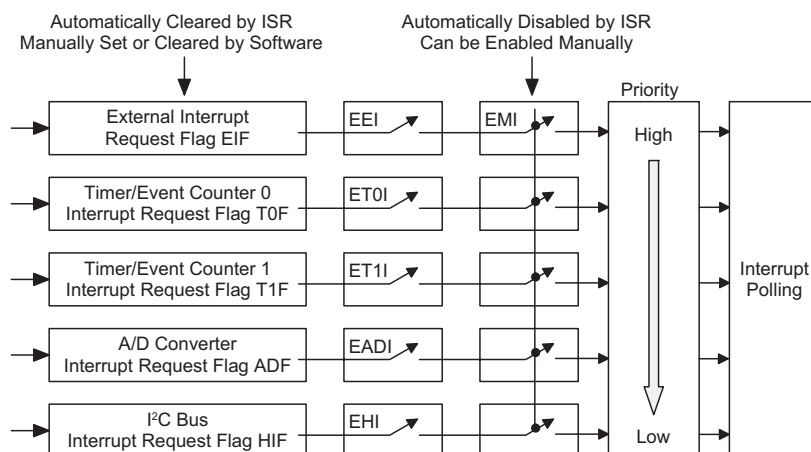 Automatically Cleared by ISR
Manually Set or Cleared by Software
Automatically Disabled by ISR
Can be Enabled Manually
Priority
External Interrupt
Request Flag EIF
EEI
EMI
High
Timer/Event Counter 0
Interrupt Request Flag T0F
ET0I
Timer/Event Counter 1
Interrupt Request Flag T1F
ET1I
Interrupt
Polling
A/D Converter
Interrupt Request Flag ADF
EADI
I²C Bus
Interrupt Request Flag HIF
EHI
Low